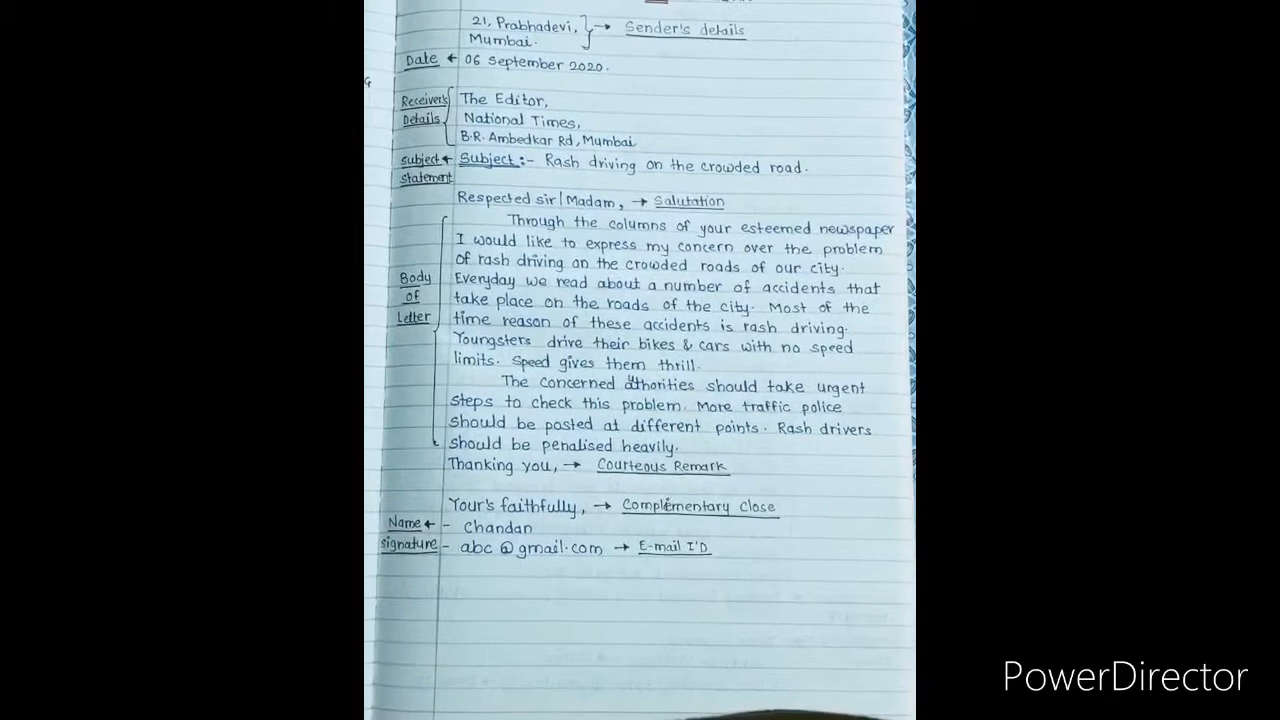 21, Prabhadevi, → Sender's details
Mumbai.
Date ← 06 September 2020.
G
Receiver's The Editor,
Details National Times,
B.R. Ambedkar Rd, Mumbai
Subject ← Subject:- Rash driving on the crowded road.
Statement
Respected sir/Madam, → Salutation
Through the columns of your esteemed newspaper
I would like to express my concern over the problem
of rash driving on the crowded roads of our city.
Body Everyday we read about a number of accidents that
of take place on the roads of the city. Most of the
Letter time reason of these accidents is rash driving.
Youngsters drive their bikes & cars with no speed
limits. Speed gives them thrill.
The concerned authorities should take urgent
steps to check this problem. More traffic police
should be posted at different points. Rash drivers
should be penalised heavily.
Thanking you, → Courteous Remark
Your's faithfully, → Complementary close
Name ← - Chandan
signature - abc@gmail.com → E-mail I'D
PowerDirector